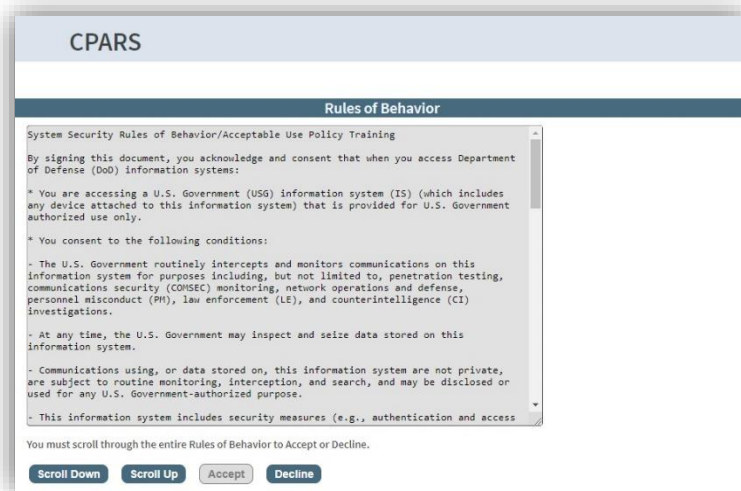 CPARS
Rules of Behavior
System Security Rules of Behavior/Acceptable Use Policy Training
By signing this document, you acknowledge and consent that when you access Department
of Defense (DoD) information systems:
* You are accessing a U.S. Government (USG) information system (IS) (which includes
any device attached to this information system) that is provided for U.S. Government
authorized use only.
* You consent to the following conditions:
- The U.S. Government routinely intercepts and monitors communications on this
information system for purposes including, but not limited to, penetration testing,
communications security (COMSEC) monitoring, network operations and defense,
personnel misconduct (PM), law enforcement (LE), and counterintelligence (CI)
investigations.
- At any time, the U.S. Government may inspect and seize data stored on this
information system.
- Communications using, or data stored on, this information system are not private,
are subject to routine monitoring, interception, and search, and may be disclosed or
used for any U.S. Government-authorized purpose.
- This information system includes security measures (e.g., authentication and access
You must scroll through the entire Rules of Behavior to Accept or Decline.
Scroll Down Scroll Up Accept Decline